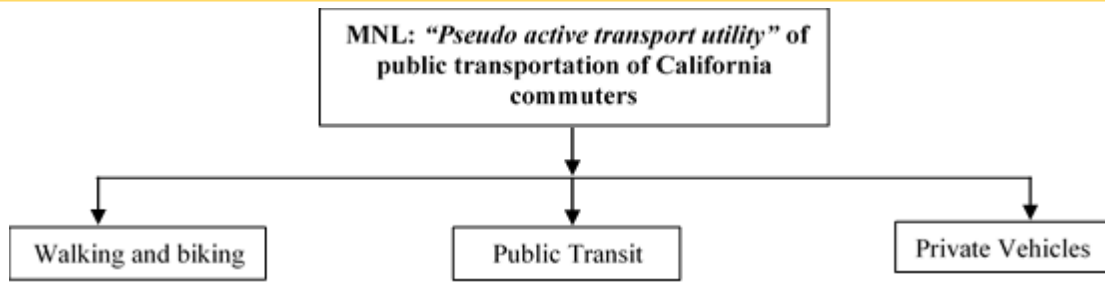 MNL: “Pseudo active transport utility” of
public transportation of California
commuters
Walking and biking
Public Transit
Private Vehicles